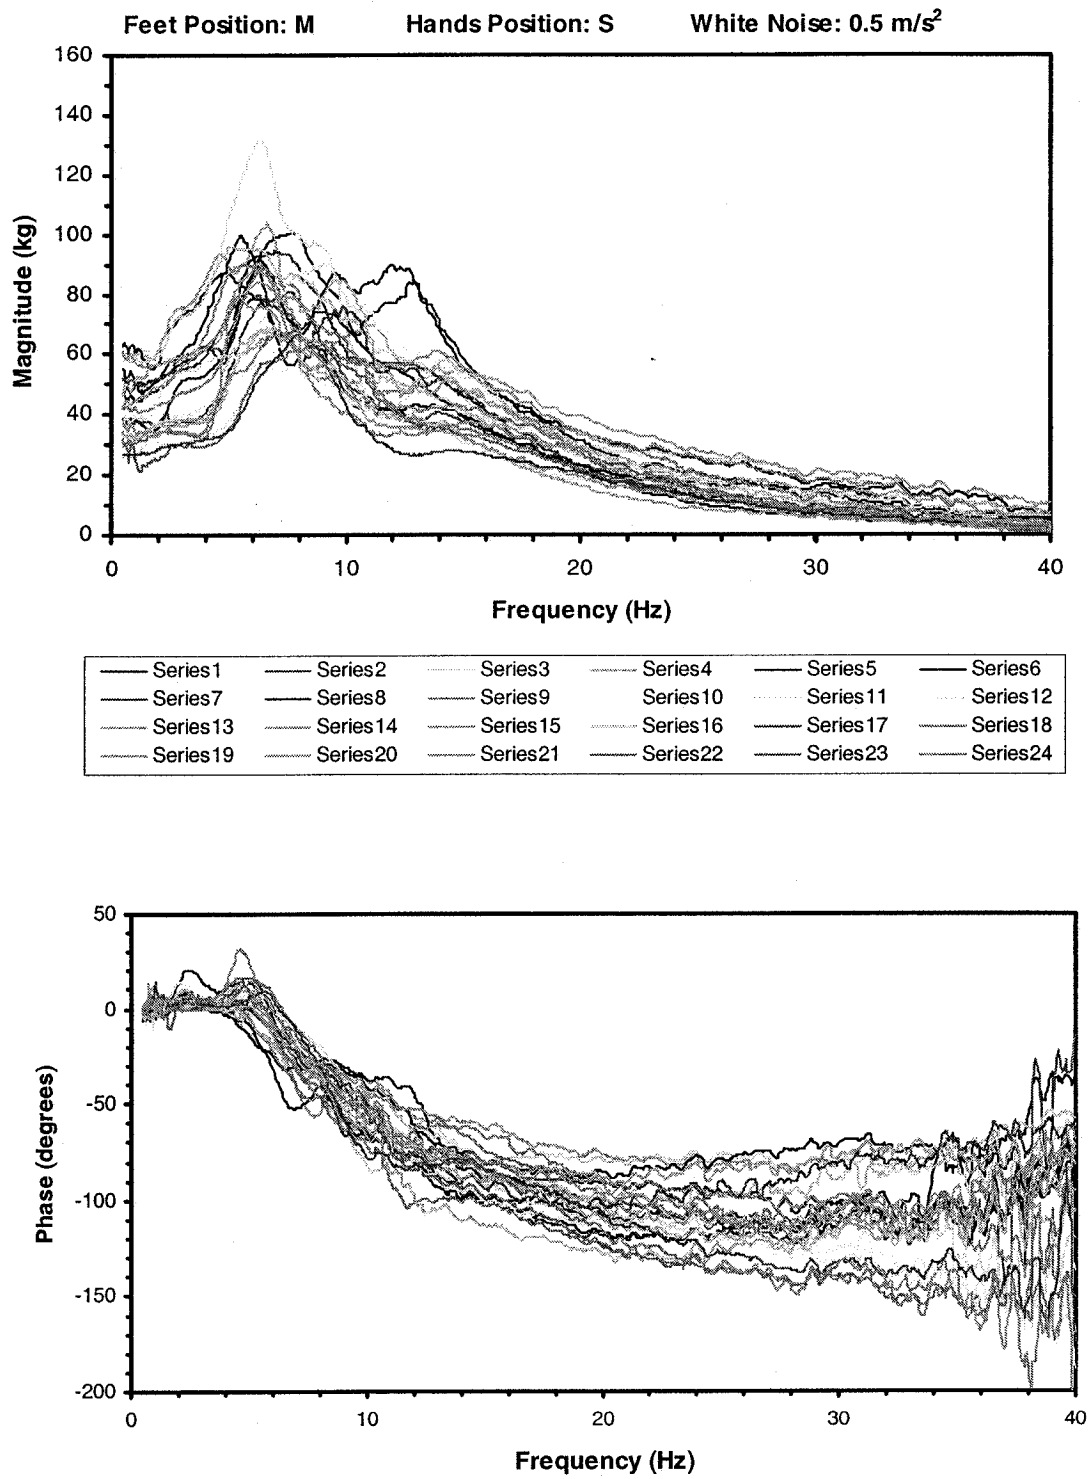 Feet Position: M Hands Position: S White Noise: 0.5 m/s²
160
140
120
100
80
60
40
20
0
Magnitude (kg)
0 10 20 30 40
Frequency (Hz)
Series1 Series2 Series3 Series4 Series5 Series6
Series7 Series8 Series9 Series10 Series11 Series12
Series13 Series14 Series15 Series16 Series17 Series18
Series19 Series20 Series21 Series22 Series23 Series24
50
0
-50
-100
-150
-200
Phase (degrees)
0 10 20 30 40
Frequency (Hz)